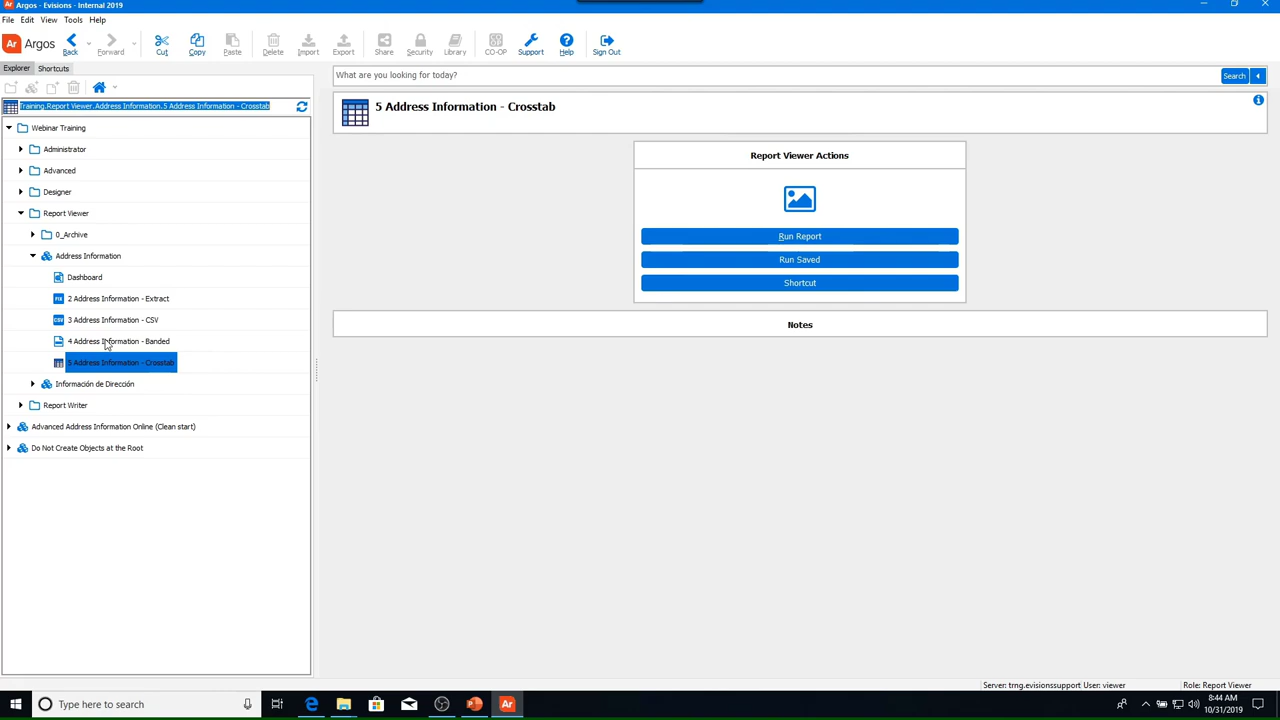 Argos - Evisions - Internal 2019
File Edit View Tools Help
Ar Argos Back Forward Cut Copy Paste Delete Import Export Share Security Library CO-OP Support Help Sign Out
Explorer Shortcuts
What are you looking for today? Search
Training.Report Viewer.Address Information.5 Address Information - Crosstab
5 Address Information - Crosstab
Webinar Training
Administrator
Advanced
Designer
Report Viewer
0_Archive
Address Information
Dashboard
FIX 2 Address Information - Extract
CSV 3 Address Information - CSV
4 Address Information - Banded
5 Address Information - Crosstab
Información de Dirección
Report Writer
Advanced Address Information Online (Clean start)
Do Not Create Objects at the Root
Report Viewer Actions
Run Report
Run Saved
Shortcut
Notes
Server: trng.evisionssupport User: viewer Role: Report Viewer
Type here to search
Ar
8:44 AM
10/31/2019